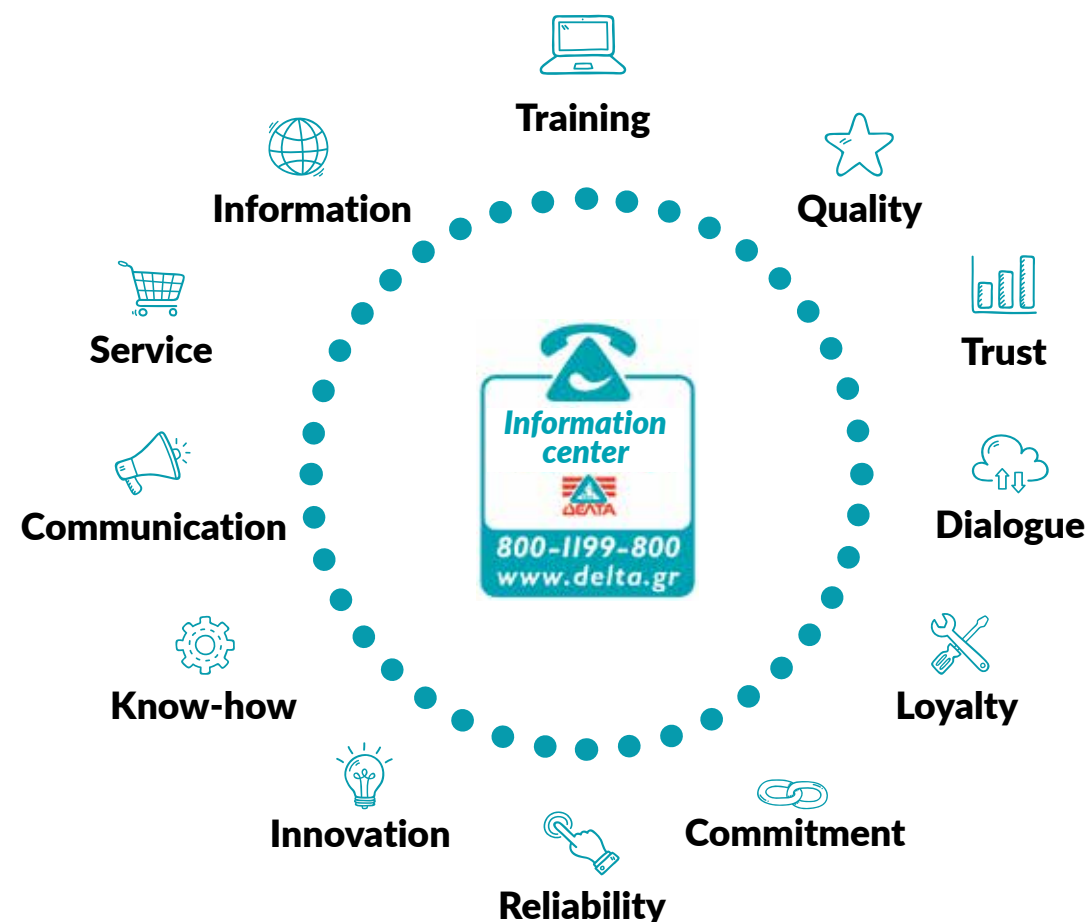 Training
Information
Quality
Service
Trust
Information
center
ΔΕΛΤΑ
800-1199-800
www.delta.gr
Communication
Dialogue
Know-how
Loyalty
Innovation
Commitment
Reliability